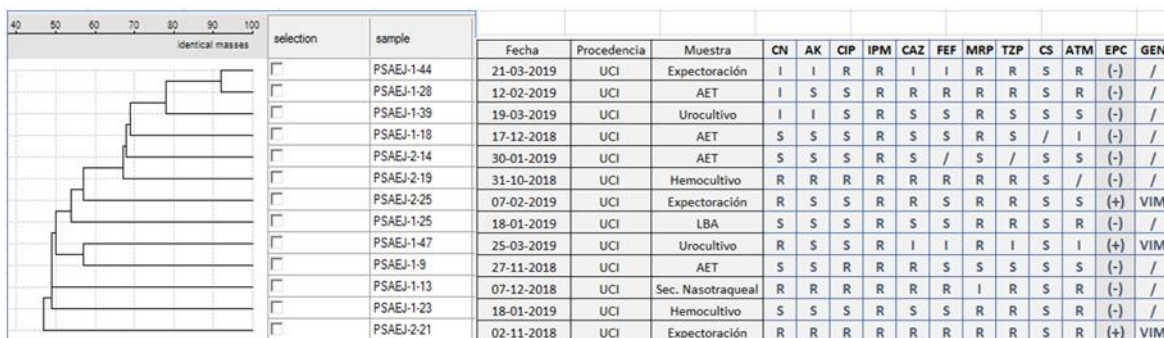 40 50 60 70 80 90 100
identical masses
selection sample
Fecha Procedencia Muestra CN AK CIP IPM CAZ FEF MRP TZP CS ATM EPC GEN
PSAEJ-1-44 21-03-2019 UCI Expectoración I I R R I I R R S R (-) /
PSAEJ-1-28 12-02-2019 UCI AET I S S R R R R R S R (-) /
PSAEJ-1-39 19-03-2019 UCI Urocultivo I I S R S S R S S S (-) /
PSAEJ-1-18 17-12-2018 UCI AET S S S R S S R S / I (-) /
PSAEJ-2-14 30-01-2019 UCI AET S S S R S / S / S S (-) /
PSAEJ-2-19 31-10-2018 UCI Hemocultivo R R R R R R R R S / (-) /
PSAEJ-2-25 07-02-2019 UCI Expectoración R S S R R S R R S S (+) VIM
PSAEJ-1-25 18-01-2019 UCI LBA S S S R S S R R S R (-) /
PSAEJ-1-47 25-03-2019 UCI Urocultivo R S S R I I R I S I (+) VIM
PSAEJ-1-9 27-11-2018 UCI AET S S R R R S S S S S (-) /
PSAEJ-1-13 07-12-2018 UCI Sec. Nasotraqueal R R R R R R I R S R (-) /
PSAEJ-1-23 18-01-2019 UCI Hemocultivo S S S R S S R R S R (-) /
PSAEJ-2-21 02-11-2018 UCI Expectoración R R R R R R R R S R (+) VIM